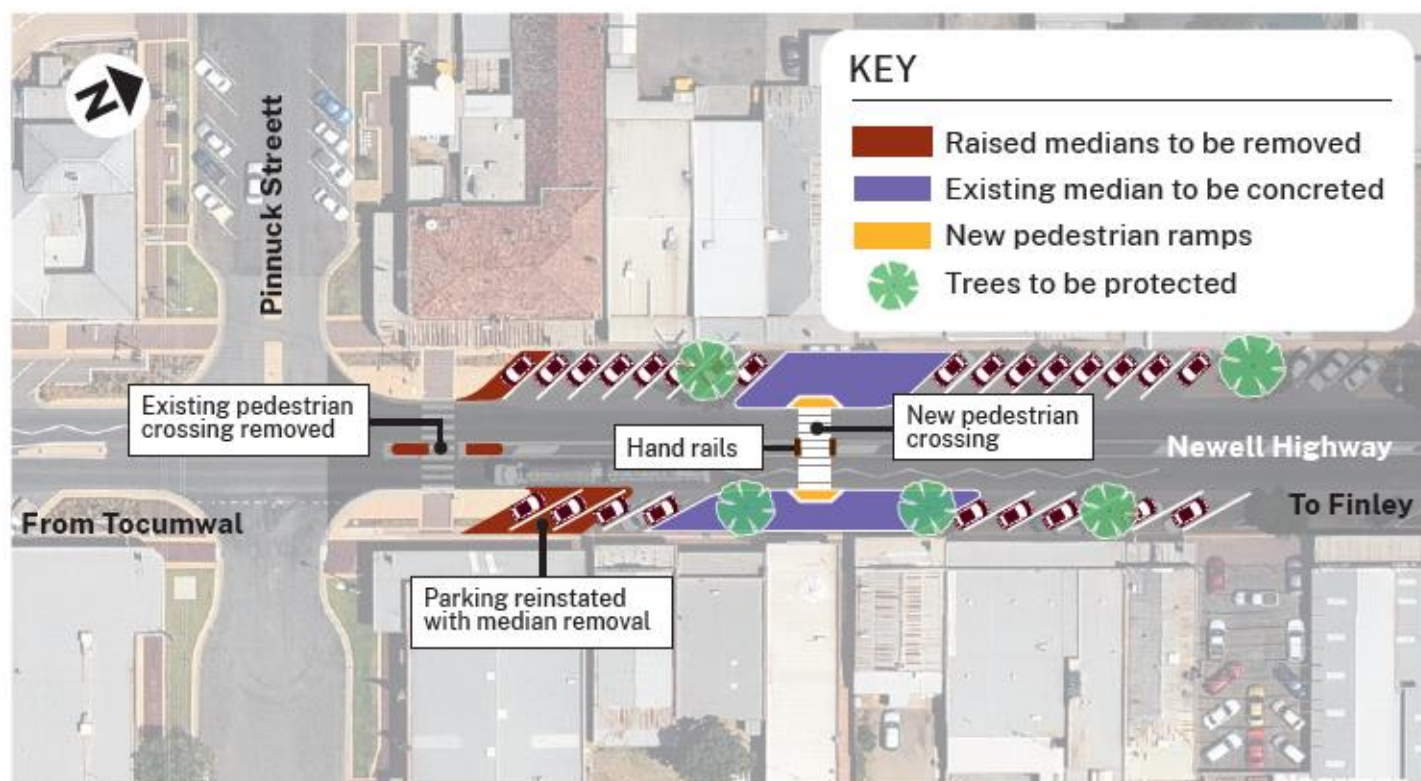 N
KEY
Raised medians to be removed
Existing median to be concreted
New pedestrian ramps
Trees to be protected
Pinnuck Streett
Existing pedestrian
crossing removed
Hand rails
New pedestrian
crossing
Newell Highway
From Tocumwal
To Finley
Parking reinstated
with median removal